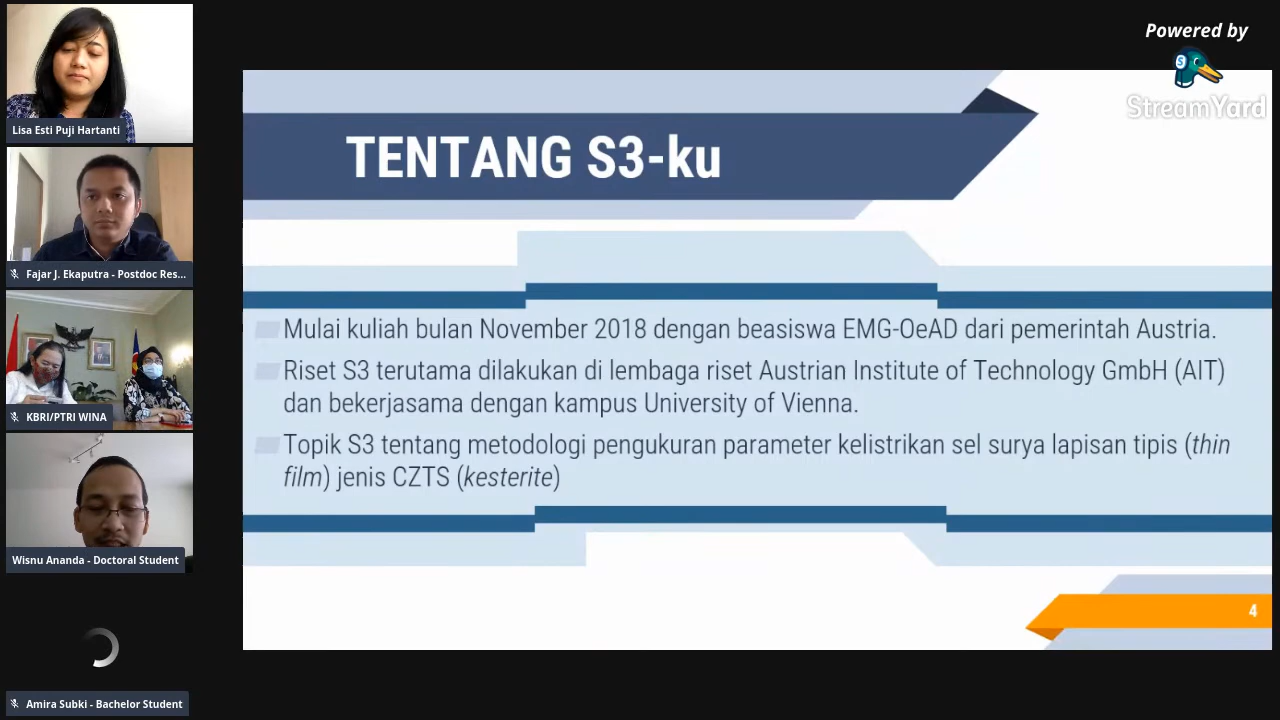 Powered by
StreamYard
Lisa Esti Puji Hartanti
Fajar J. Ekaputra - Postdoc Res...
KBRI/PTRI WINA
Wisnu Ananda - Doctoral Student
Amira Subki - Bachelor Student
TENTANG S3-ku
Mulai kuliah bulan November 2018 dengan beasiswa EMG-OeAD dari pemerintah Austria.
Riset S3 terutama dilakukan di lembaga riset Austrian Institute of Technology GmbH (AIT)
dan bekerjasama dengan kampus University of Vienna.
Topik S3 tentang metodologi pengukuran parameter kelistrikan sel surya lapisan tipis (thin
film) jenis CZTS (kesterite)
4